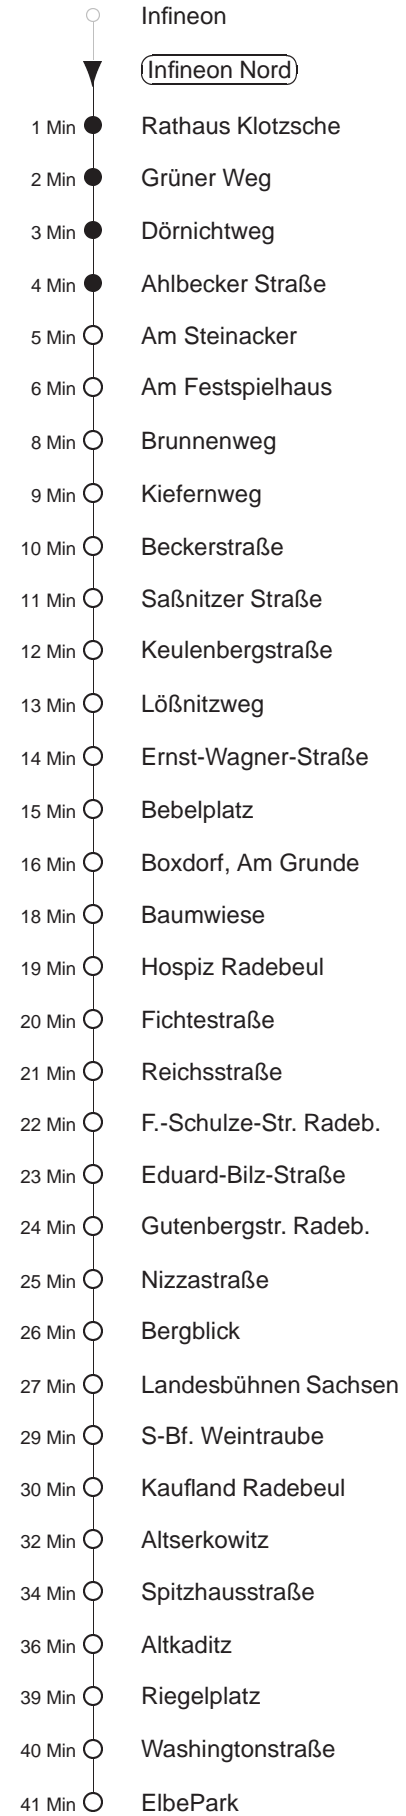 Infineon
Infineon Nord
1 Min Rathaus Klotzsche
2 Min Grüner Weg
3 Min Dörnichtweg
4 Min Ahlbecker Straße
5 Min Am Steinacker
6 Min Am Festspielhaus
8 Min Brunnenweg
9 Min Kiefernweg
10 Min Beckerstraße
11 Min Saßnitzer Straße
12 Min Keulenbergstraße
13 Min Lößnitzweg
14 Min Ernst-Wagner-Straße
15 Min Bebelplatz
16 Min Boxdorf, Am Grunde
18 Min Baumwiese
19 Min Hospiz Radebeul
20 Min Fichtestraße
21 Min Reichsstraße
22 Min F.-Schulze-Str. Radeb.
23 Min Eduard-Bilz-Straße
24 Min Gutenbergstr. Radeb.
25 Min Nizzastraße
26 Min Bergblick
27 Min Landesbühnen Sachsen
29 Min S-Bf. Weintraube
30 Min Kaufland Radebeul
32 Min Altserkowitz
34 Min Spitzhausstraße
36 Min Altkaditz
39 Min Riegelplatz
40 Min Washingtonstraße
41 Min ElbePark